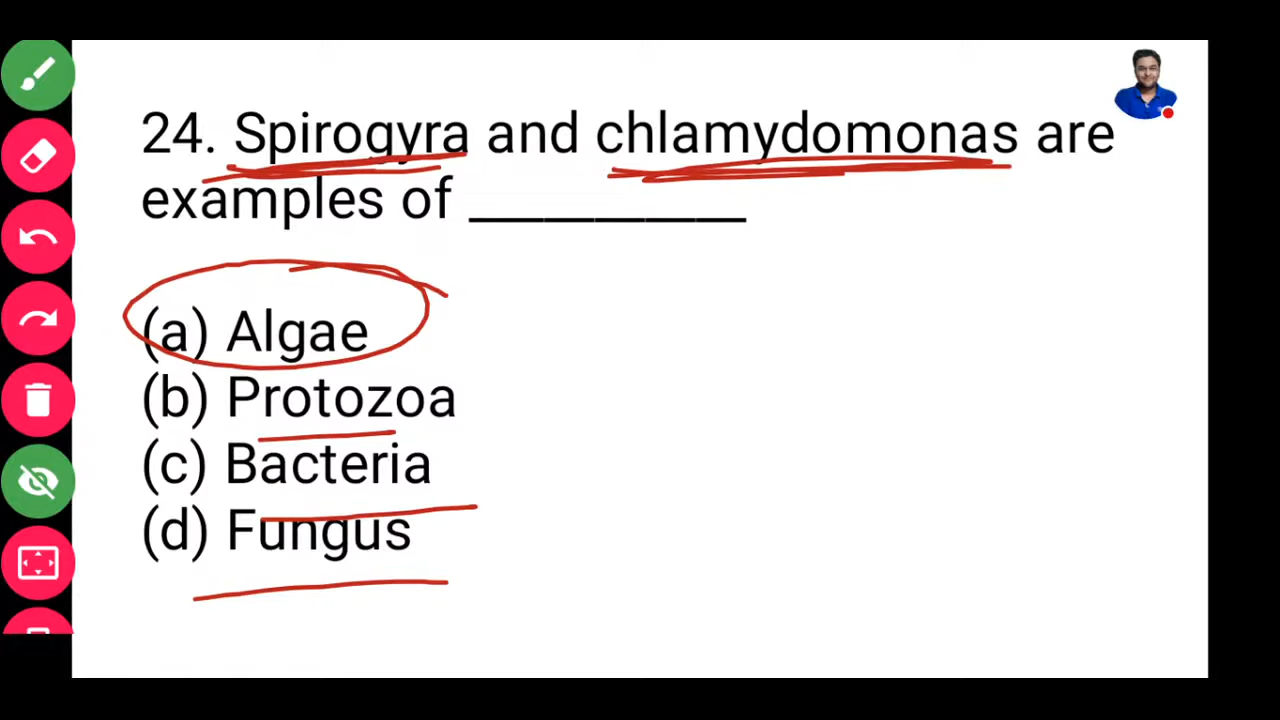 24. Spirogyra and chlamydomonas are
examples of __________
(a) Algae
(b) Protozoa
(c) Bacteria
(d) Fungus